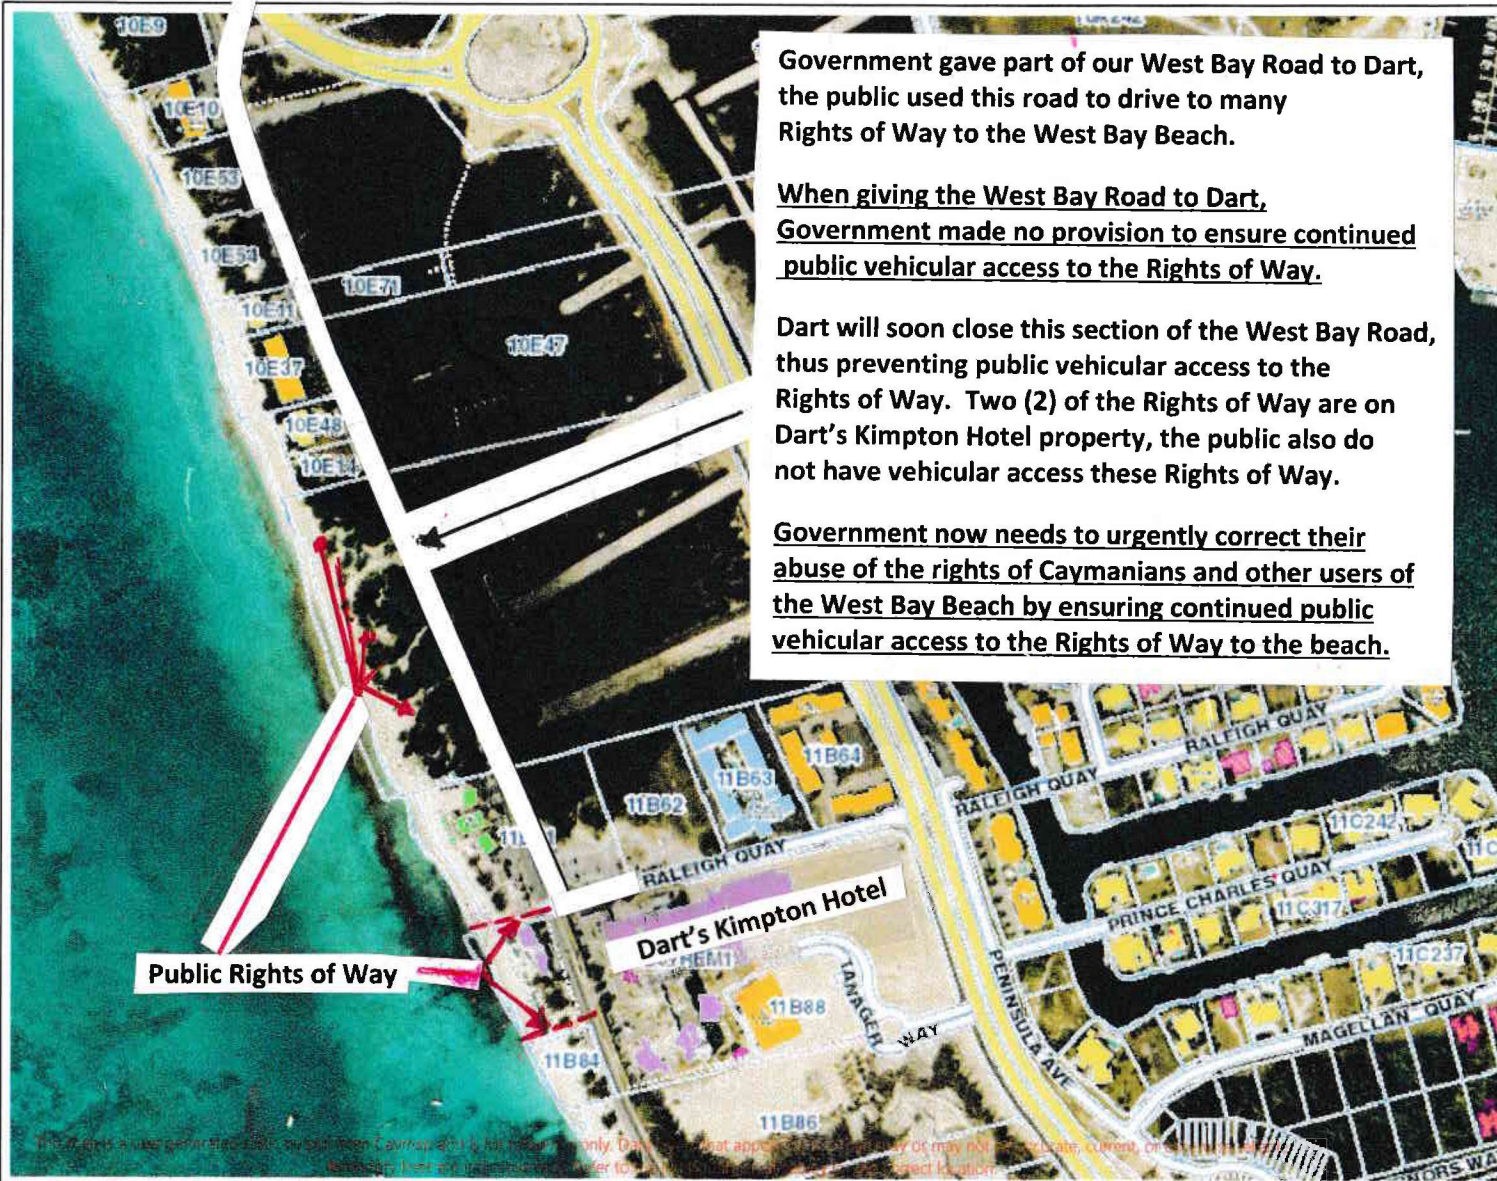 10E9
10E10
10E53
10E54
10E71
10E11
10E47
10E37
10E48
10E14
Government gave part of our West Bay Road to Dart,
the public used this road to drive to many
Rights of Way to the West Bay Beach.
When giving the West Bay Road to Dart,
Government made no provision to ensure continued
public vehicular access to the Rights of Way.
Dart will soon close this section of the West Bay Road,
thus preventing public vehicular access to the
Rights of Way. Two (2) of the Rights of Way are on
Dart's Kimpton Hotel property, the public also do
not have vehicular access these Rights of Way.
Government now needs to urgently correct their
abuse of the rights of Caymanians and other users of
the West Bay Beach by ensuring continued public
vehicular access to the Rights of Way to the beach.
RALEIGH QUAY
11B64
11B63
11B62
RALEIGH QUAY
RALEIGH QUAY
11C242
PRINCE CHARLES QUAY
11C317
11C237
Dart's Kimpton Hotel
Public Rights of Way
TANAGER
WAY
PENINSULA AVE
11B88
11B84
MAGELLAN QUAY
11B86